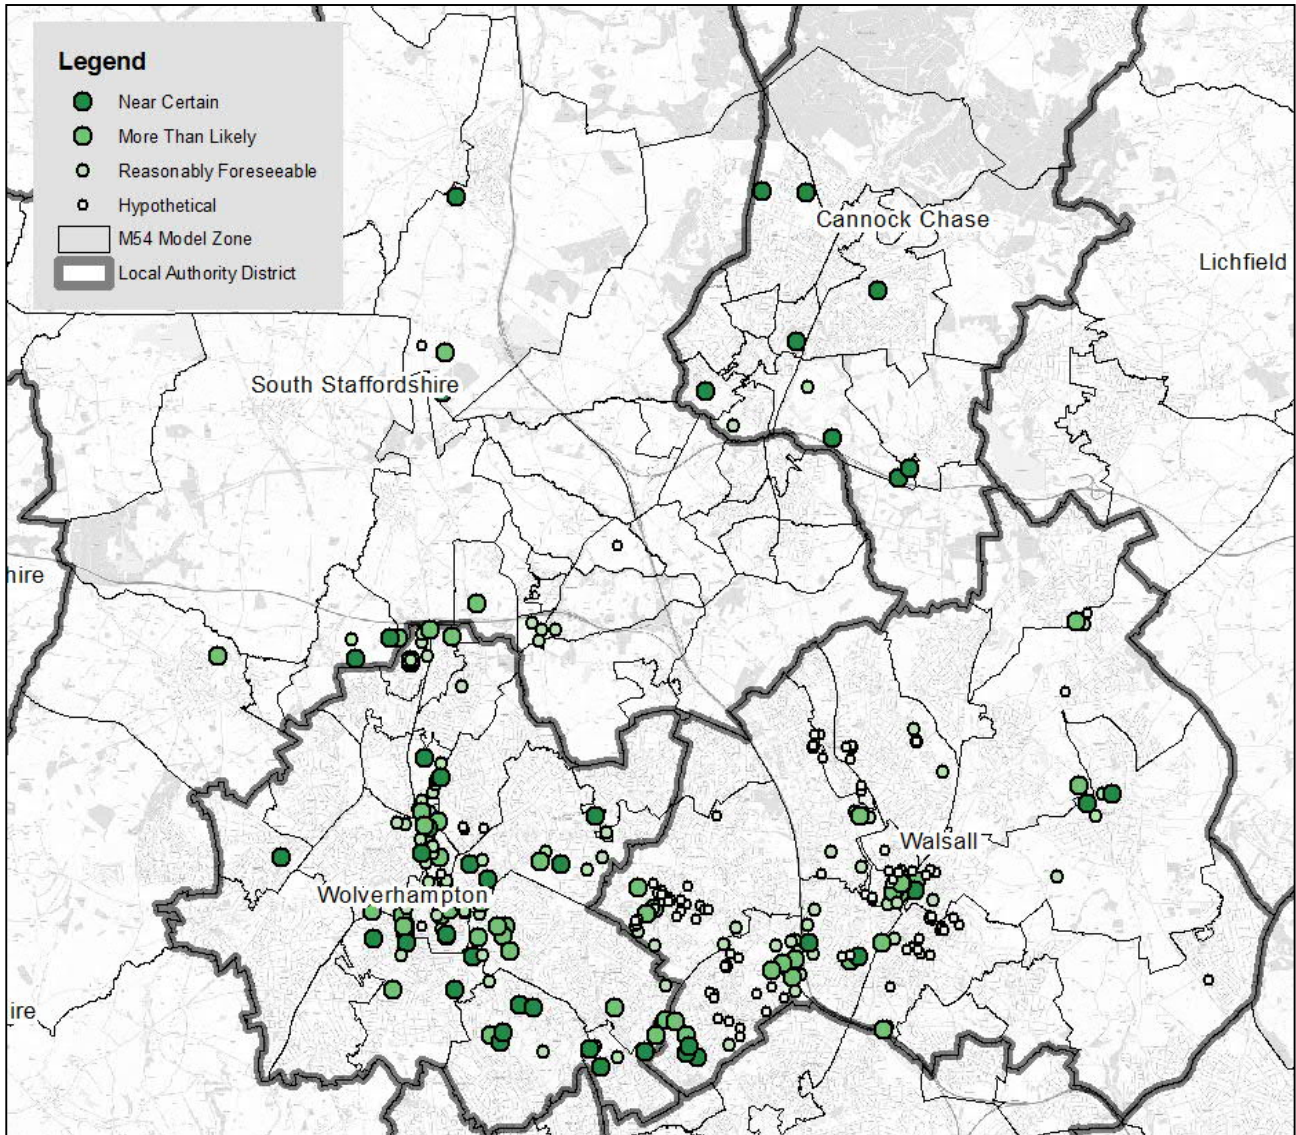 Legend
Near Certain
More Than Likely
Reasonably Foreseeable
Hypothetical
M54 Model Zone
Local Authority District
Cannock Chase
Lichfield
South Staffordshire
hire
Walsall
Wolverhampton
ire